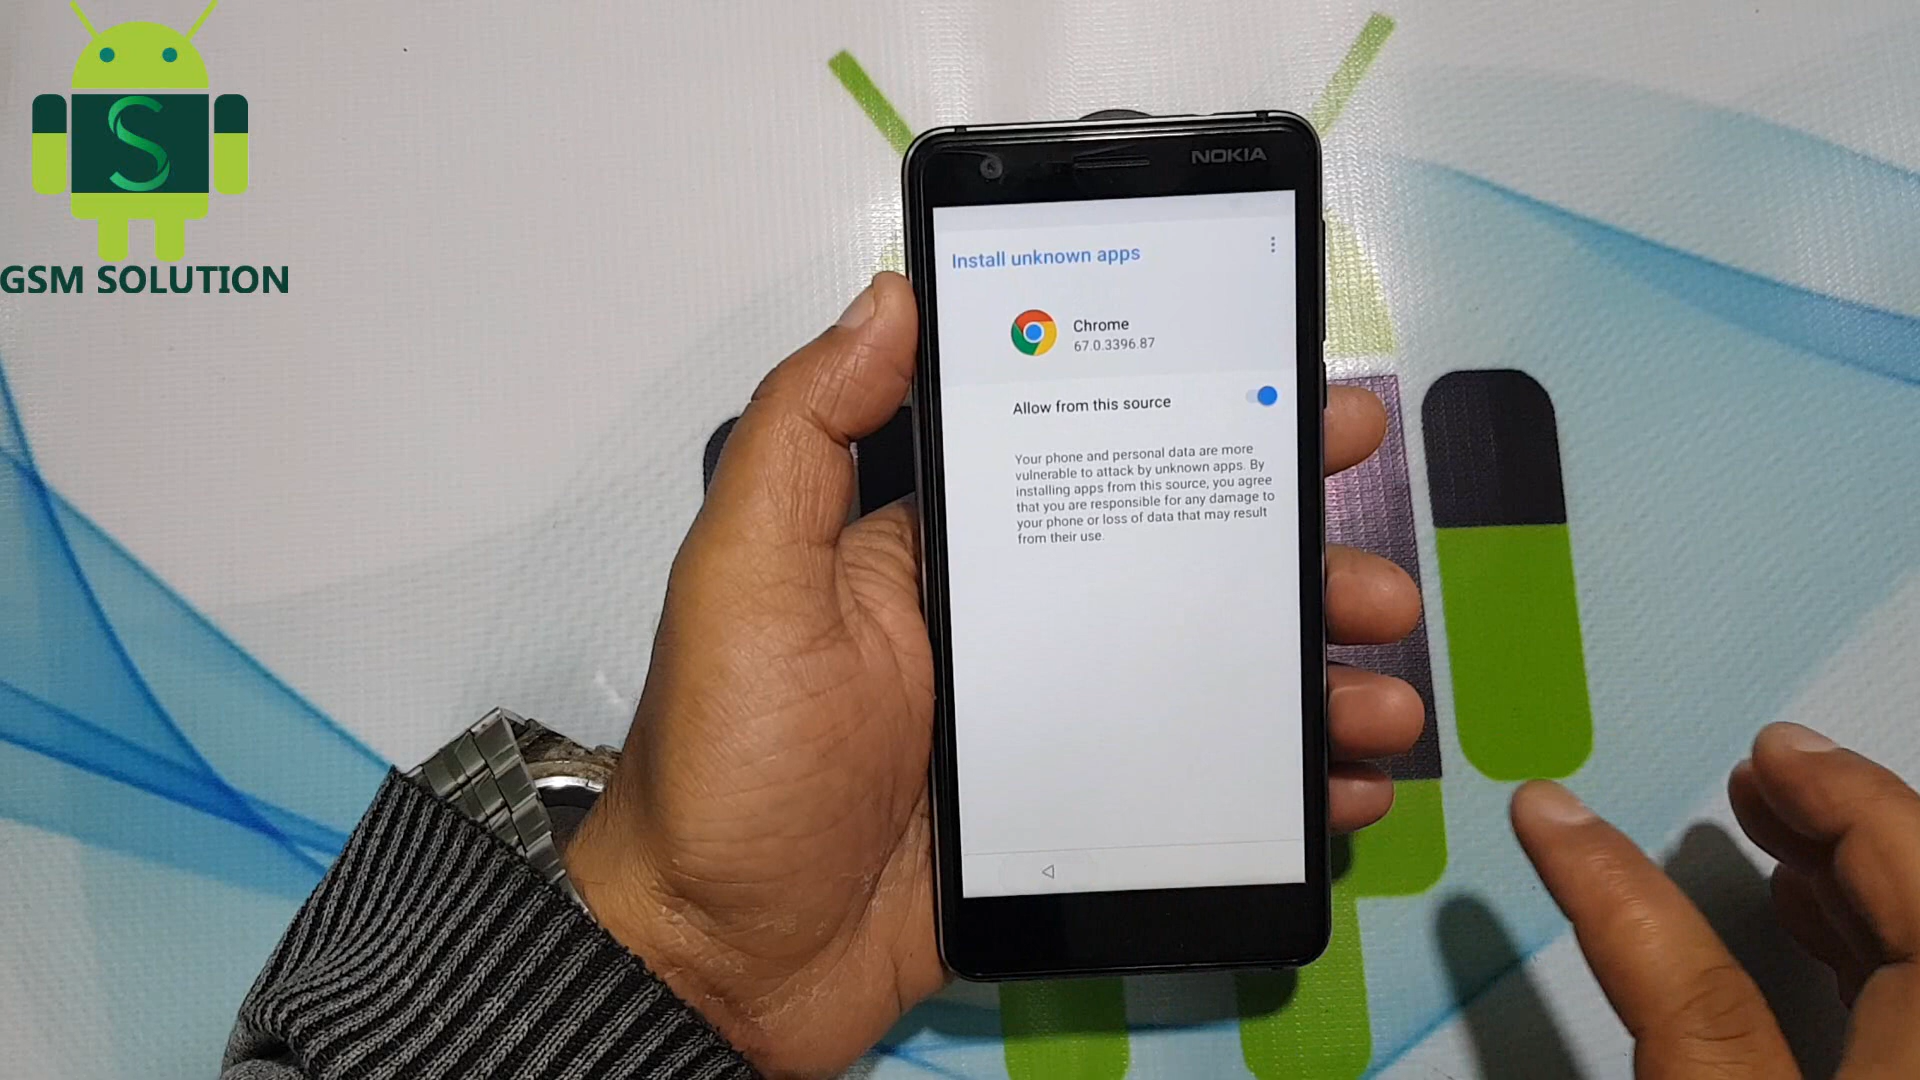 S
GSM SOLUTION
NOKIA
Install unknown apps
Chrome
67.0.3396.87
Allow from this source
Your phone and personal data are more
vulnerable to attack by unknown apps. By
installing apps from this source, you agree
that you are responsible for any damage to
your phone or loss of data that may result
from their use.